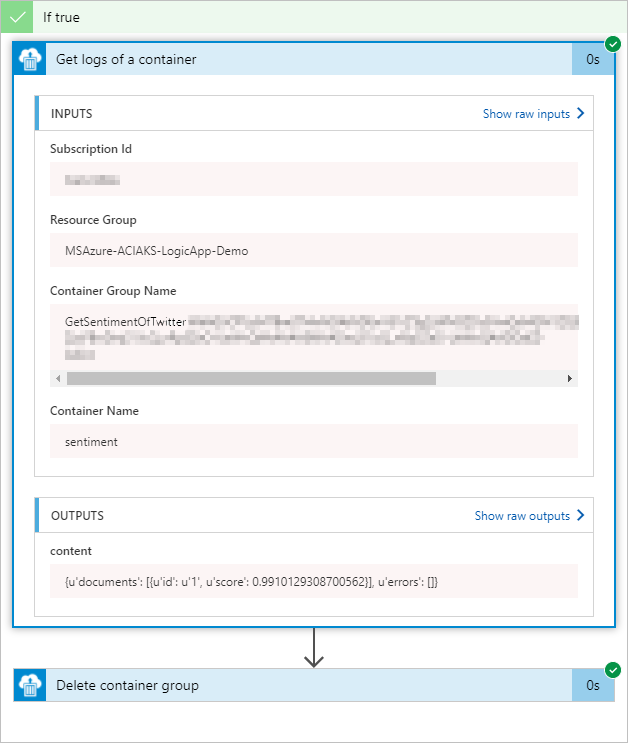 If true
Get logs of a container
0s
INPUTS
Show raw inputs
Subscription Id
Resource Group
MSAzure-ACIAKS-LogicApp-Demo
Container Group Name
GetSentimentOfTwitter
Container Name
sentiment
OUTPUTS
Show raw outputs
content
{u'documents': [{u'id': u'1', u'score': 0.9910129308700562}], u'errors': []}
Delete container group
0s